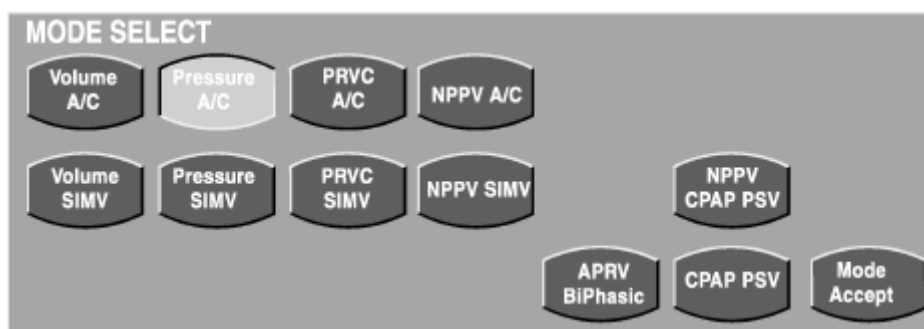 MODE SELECT
Volume
A/C
Pressure
A/C
PRVC
A/C
NPPV A/C
Volume
SIMV
Pressure
SIMV
PRVC
SIMV
NPPV SIMV
NPPV
CPAP PSV
APRV
BiPhasic
CPAP PSV
Mode
Accept